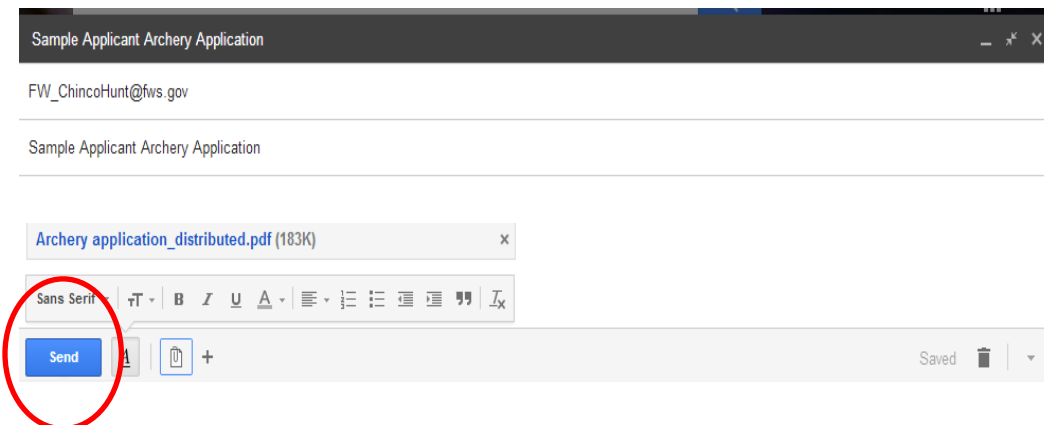 Sample Applicant Archery Application
FW_ChincoHunt@fws.gov
Sample Applicant Archery Application
Archery application_distributed.pdf (183K)
Sans Serif
Send
Saved